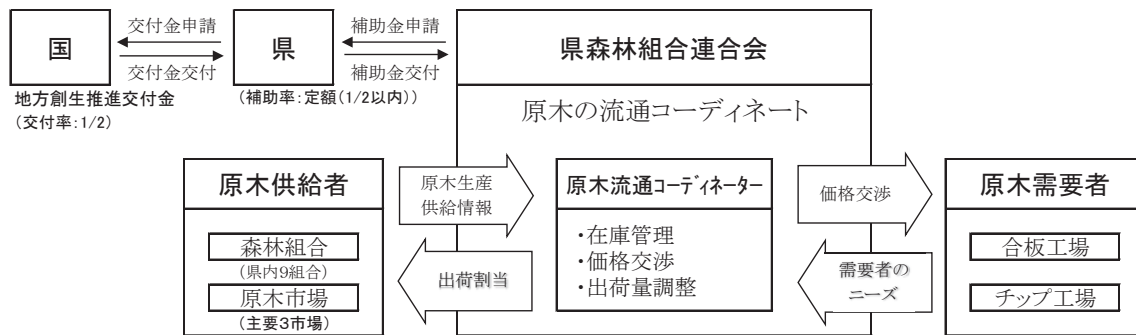 国
交付金申請
交付金交付
県
補助金申請
補助金交付
県森林組合連合会
地方創生推進交付金
（交付率：1/2）
（補助率：定額（1/2以内））
原木の流通コーディネート
原木供給者
森林組合
（県内9組合）
原木市場
（主要3市場）
原木生産
供給情報
出荷割当
原木流通コーディネーター
・在庫管理
・価格交渉
・出荷量調整
価格交渉
需要者の
ニーズ
原木需要者
合板工場
チップ工場